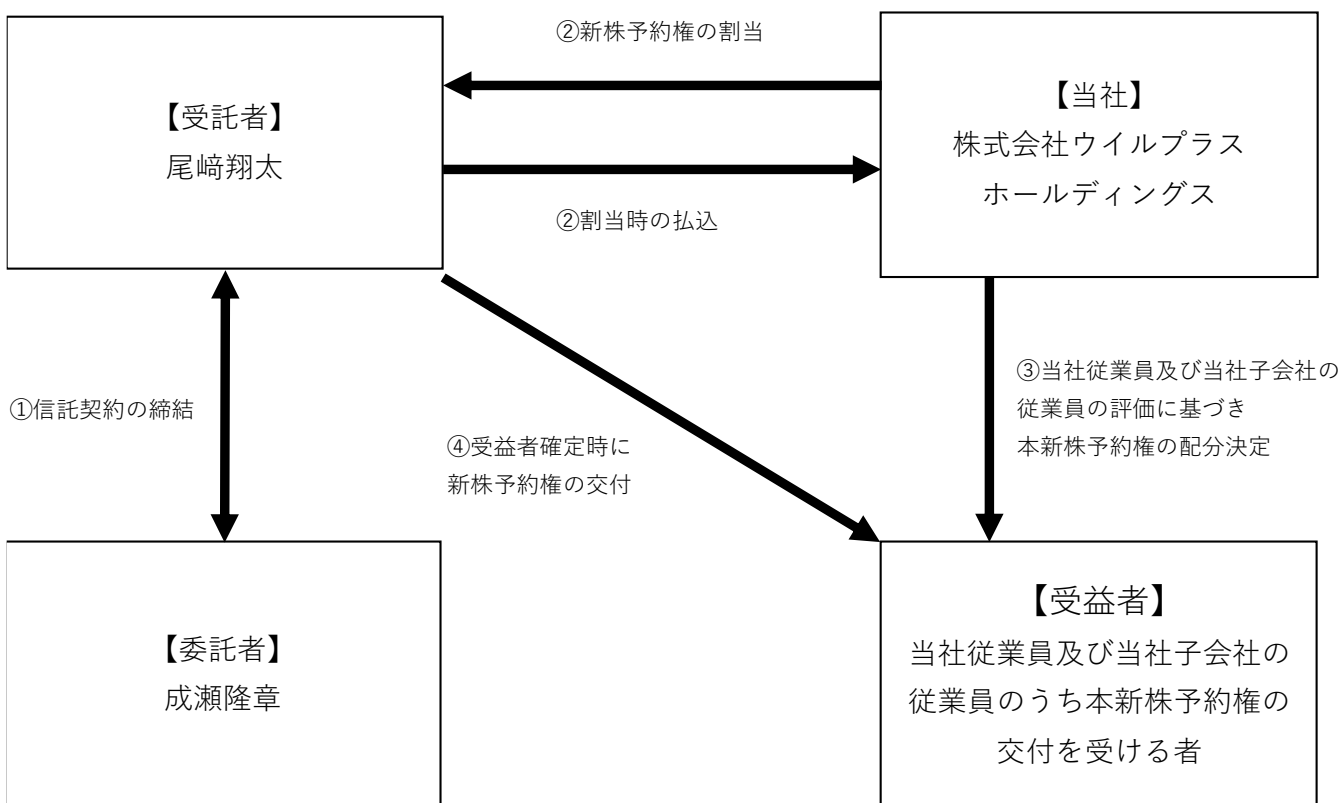 ②新株予約権の割当
【受託者】
尾﨑翔太
【当社】
株式会社ウイルプラス
ホールディングス
②割当時の払込
①信託契約の締結
③当社従業員及び当社子会社の
従業員の評価に基づき
本新株予約権の配分決定
④受益者確定時に
新株予約権の交付
【委託者】
成瀬隆章
【受益者】
当社従業員及び当社子会社の
従業員のうち本新株予約権の
交付を受ける者